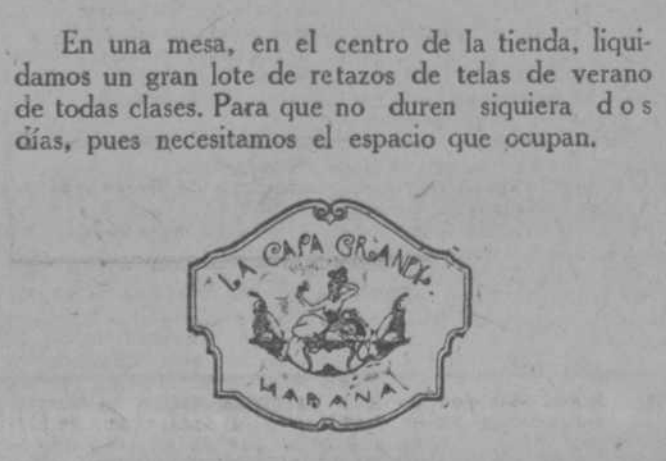 En una mesa, en el centro de la tienda, liqui-
damos un gran lote de retazos de telas de verano
de todas clases. Para que no duren siquiera dos
días, pues necesitamos el espacio que ocupan.
LA CAPA GRANDE
HABANA